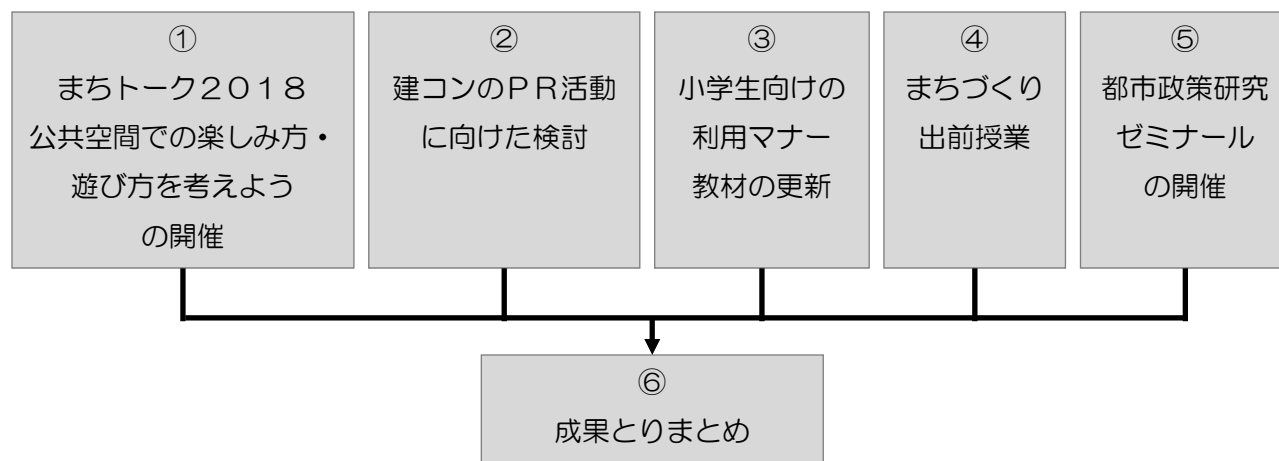 ①
まちトーク２０１８
公共空間での楽しみ方・
遊び方を考えよう
の開催
②
建コンのＰＲ活動
に向けた検討
③
小学生向けの
利用マナー
教材の更新
④
まちづくり
出前授業
⑤
都市政策研究
ゼミナール
の開催
⑥
成果とりまとめ